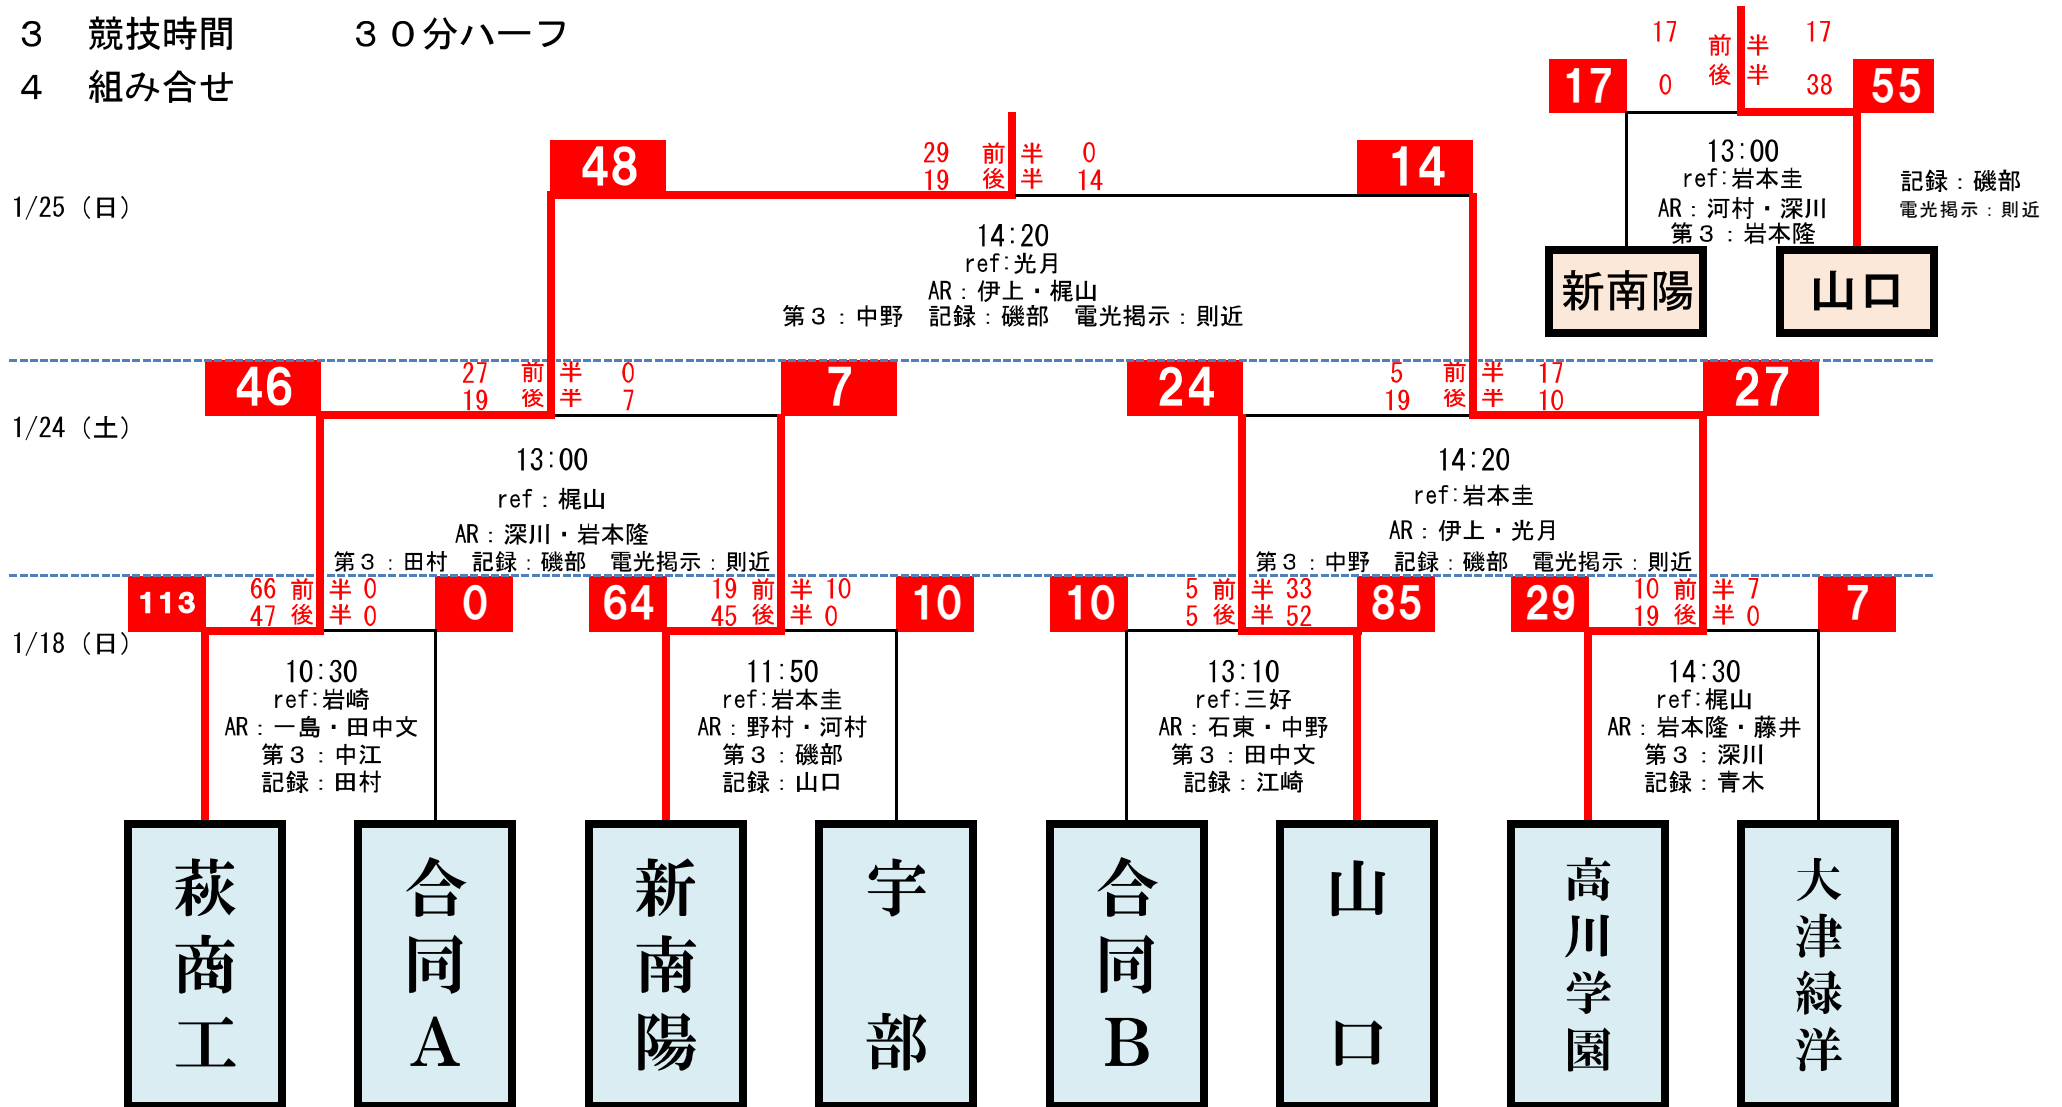 ３　競技時間　　　３０分ハーフ
４　組み合せ
17 前半 17
17 0 後半 38 55
13:00
ref:岩本圭
AR：河村・深川
第３：岩本隆
記録：磯部
電光掲示：則近
新南陽 山口
1/25（日）
48 29 前半 0 14
19 後半 14
14:20
ref:光月
AR：伊上・梶山
第３：中野　記録：磯部　電光掲示：則近
1/24（土）
46 27 前半 0 7
19 後半 7
13:00
ref：梶山
AR：深川・岩本隆
第３：田村　記録：磯部　電光掲示：則近
24 5 前半 17 27
19 後半 10
14:20
ref:岩本圭
AR：伊上・光月
第３：中野　記録：磯部　電光掲示：則近
1/18（日）
113 66 前半 0 0
47 後半 0
10:30
ref:岩崎
AR：一島・田中文
第３：中江
記録：田村
64 19 前半 10 10
45 後半 0
11:50
ref:岩本圭
AR：野村・河村
第３：磯部
記録：山口
10 5 前半 33 85
5 後半 52
13:10
ref:三好
AR：石東・中野
第３：田中文
記録：江崎
29 10 前半 7 7
19 後半 0
14:30
ref:梶山
AR：岩本隆・藤井
第３：深川
記録：青木
萩商工
合同A
新南陽
宇部
合同B
山口
高川学園
大津緑洋